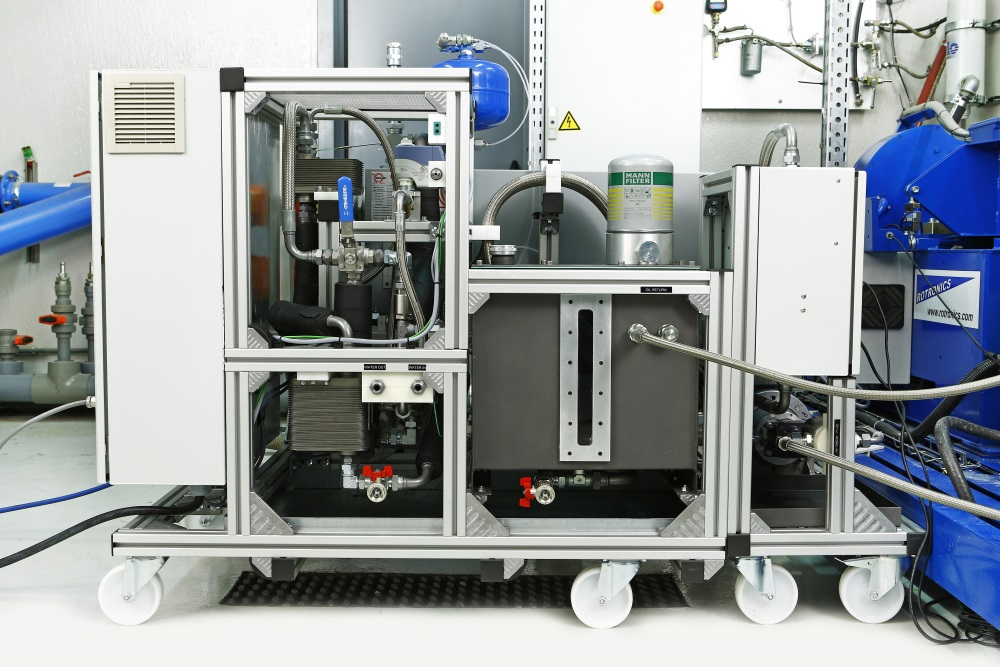 MANN
FILTER
OIL RETURN
ROTRONICS
www.rotronics.com
WATER OUT
WATER IN